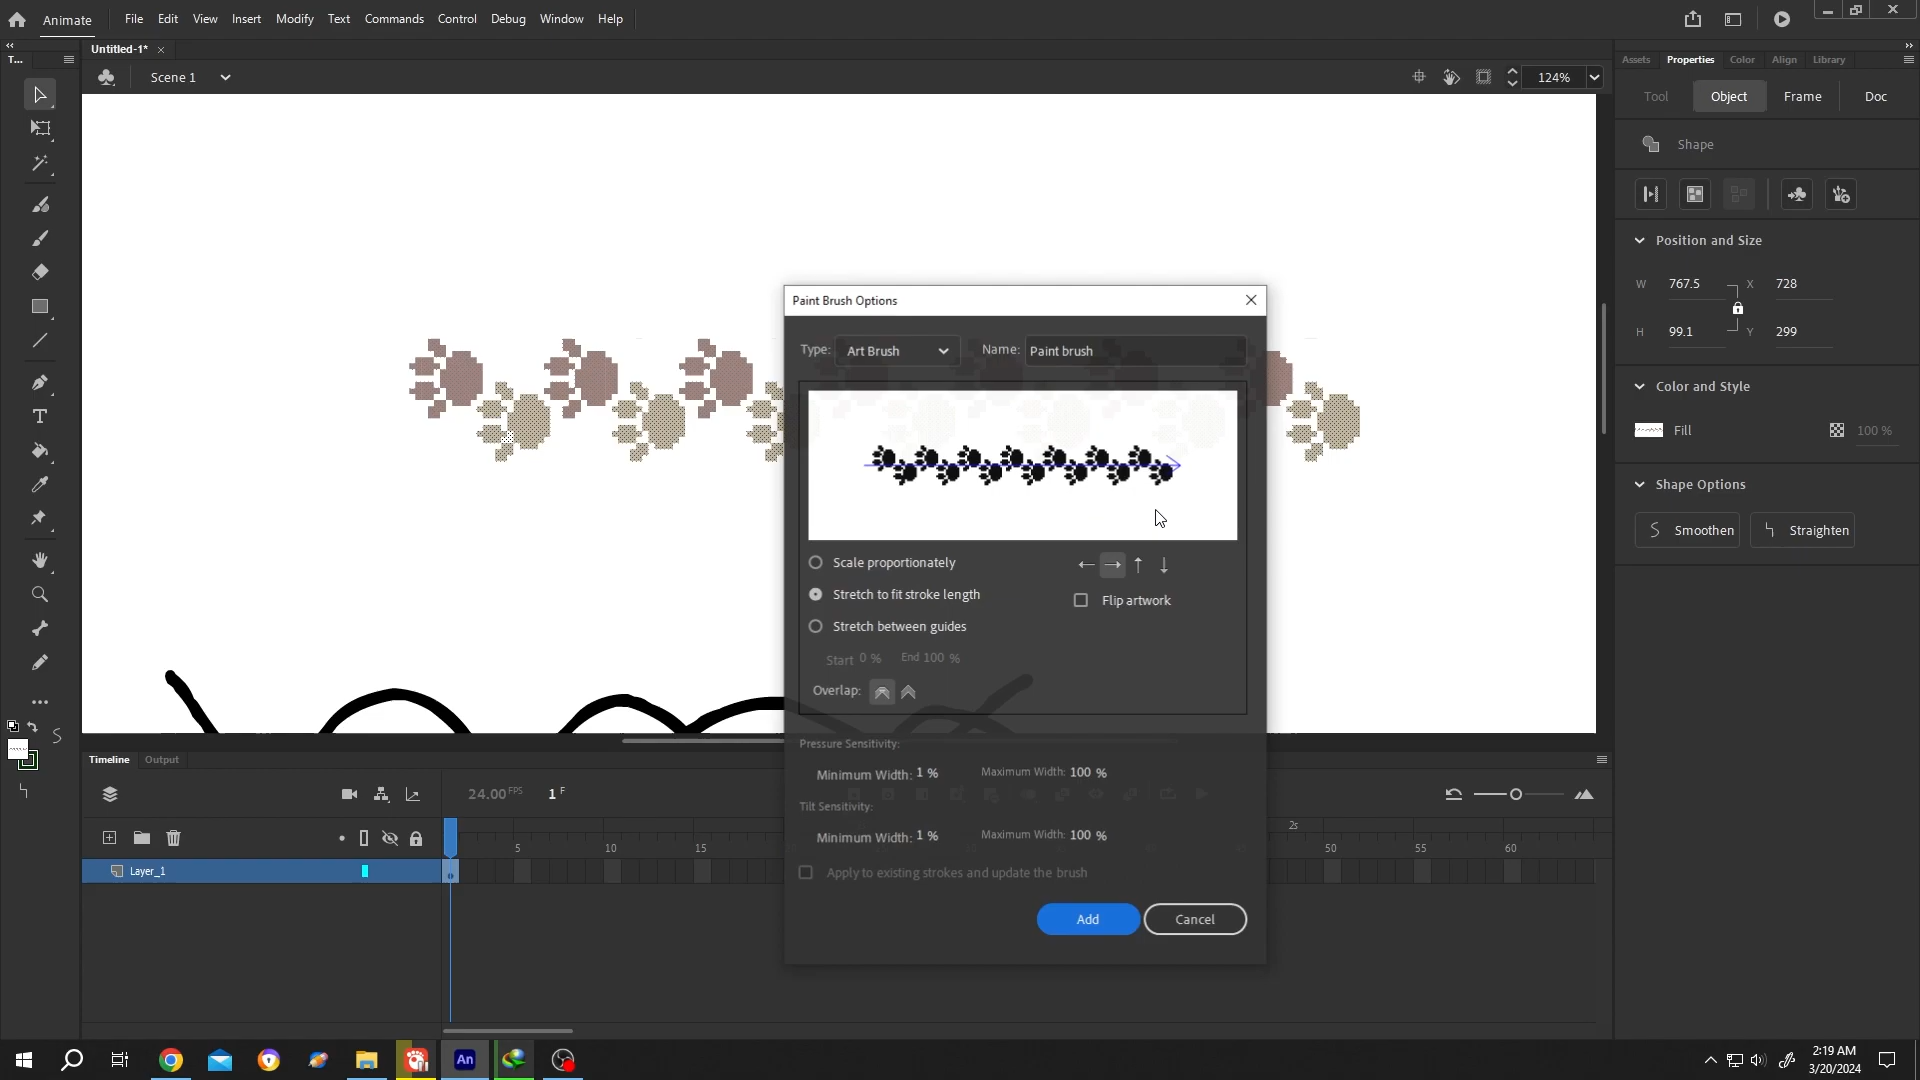 Animate File Edit View Insert Modify Text Commands Control Debug Window Help
Untitled-1*
T...
Scene 1
124%
Assets Properties Color Align Library
Tool Object Frame Doc
Shape
Position and Size
W 767.5 X 728
H 99.1 Y 299
Color and Style
Fill 100 %
Shape Options
Smoothen Straighten
Paint Brush Options
Type: Art Brush Name: Paint brush
Scale proportionately
Stretch to fit stroke length
Flip artwork
Stretch between guides
Start 0 % End 100 %
Overlap:
Pressure Sensitivity:
Minimum Width: 1 % Maximum Width: 100 %
Tilt Sensitivity:
Minimum Width: 1 % Maximum Width: 100 %
Apply to existing strokes and update the brush
Add Cancel
Timeline Output
24.00 FPS 1 F
2s
5 10 15 50 55 60
Layer_1
An
2:19 AM
3/20/2024